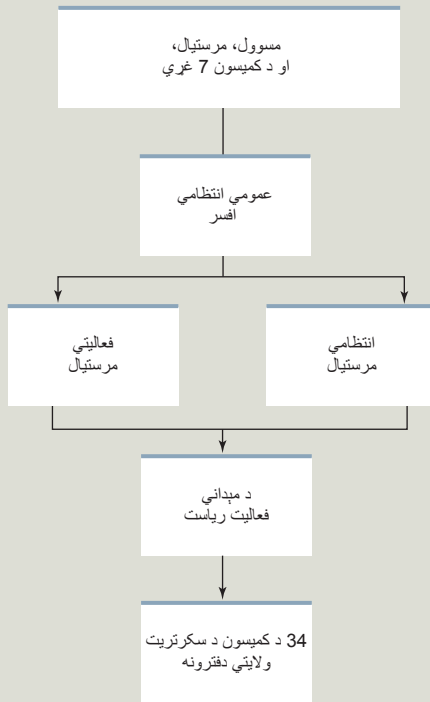 مسوول، مرستیال،
او د کمیسون 7 غړي
عمومي انتظامي
افسر
فعالیتي
مرستیال
انتظامي
مرستیال
د میداني
فعالیت ریاست
34 د کمیسون د سکرتریت
ولایتي دفترونه